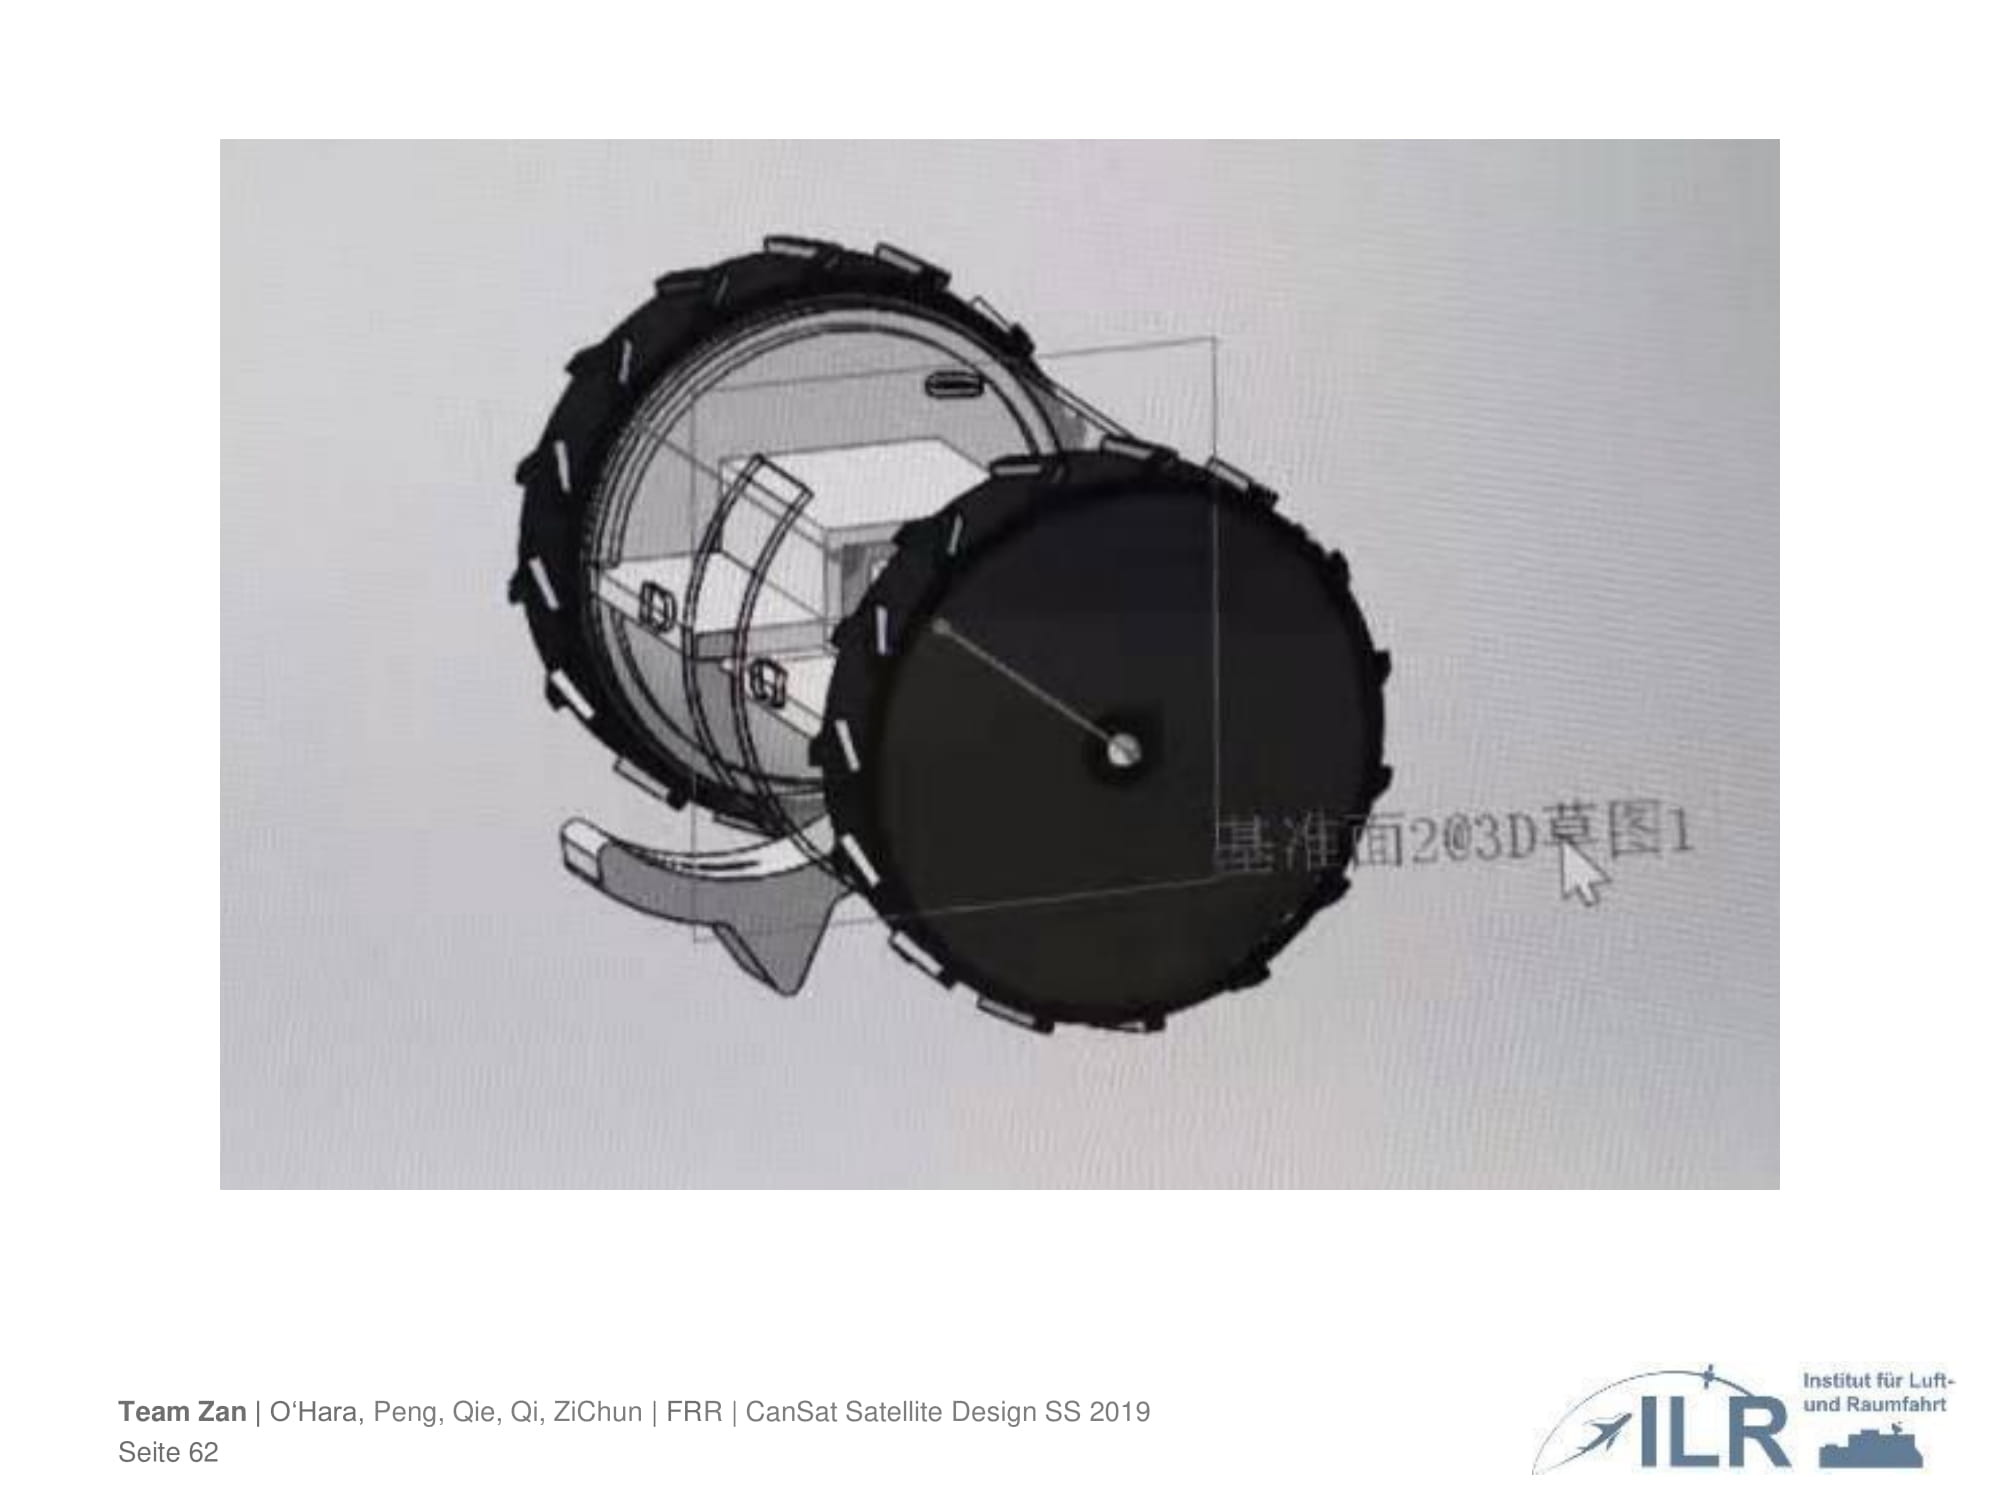 基准面2@3D草图1
Team Zan | O‘Hara, Peng, Qie, Qi, ZiChun | FRR | CanSat Satellite Design SS 2019
Seite 62
ILR
Institut für Luft-
und Raumfahrt